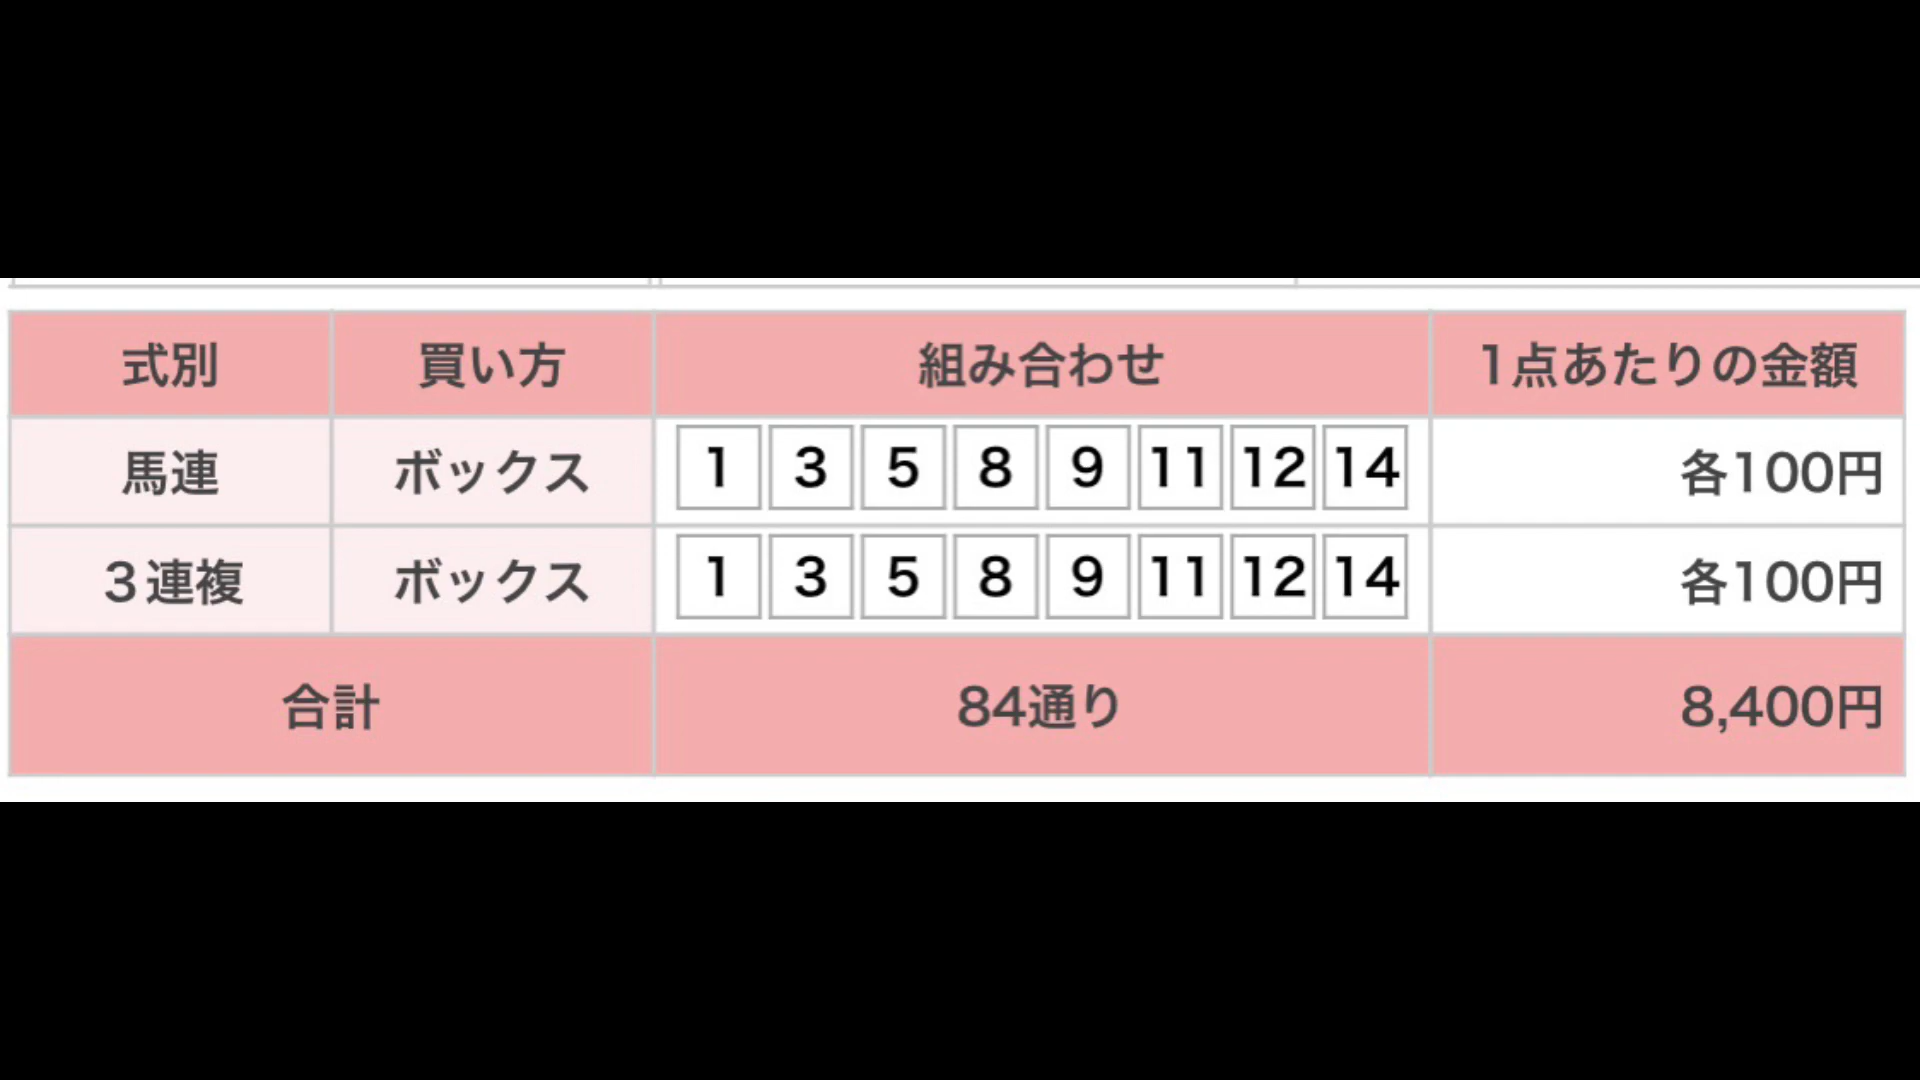 式別 買い方 組み合わせ 1点あたりの金額
馬連 ボックス 1 3 5 8 9 11 12 14 各100円
３連複 ボックス 1 3 5 8 9 11 12 14 各100円
合計 84通り 8,400円